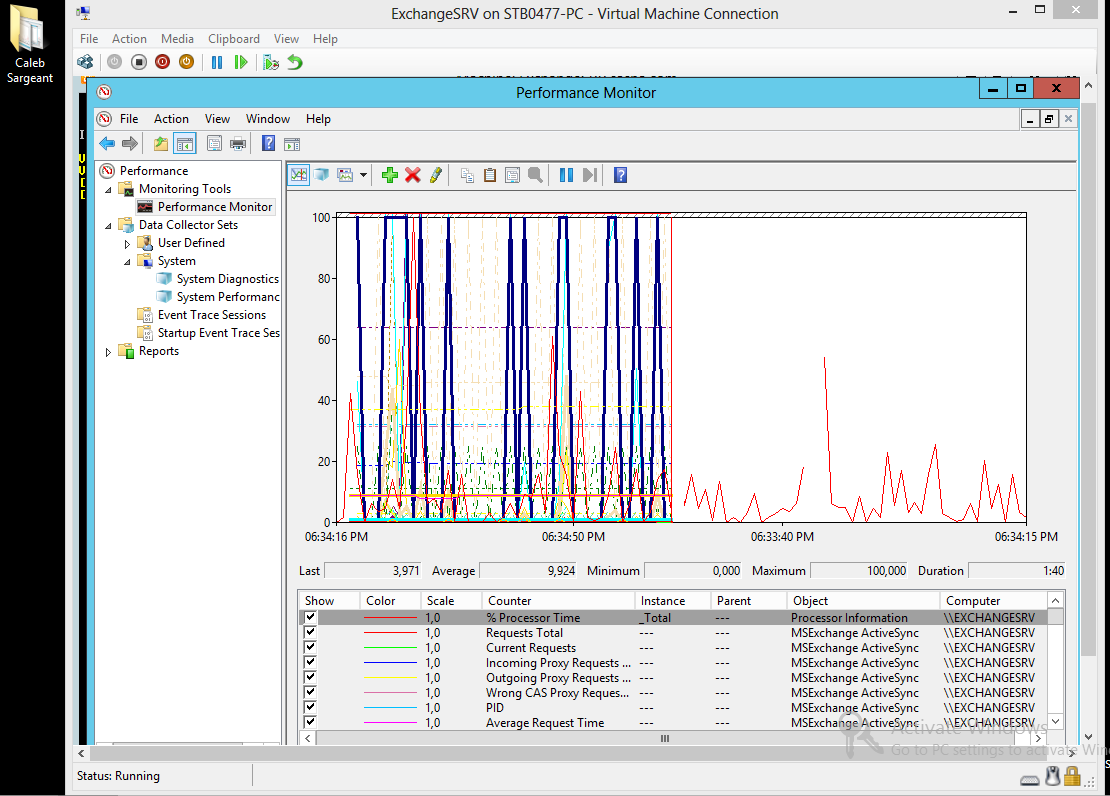 Caleb
Sargeant
ExchangeSRV on STB0477-PC - Virtual Machine Connection
File Action Media Clipboard View Help
Performance Monitor
File Action View Window Help
Performance
Monitoring Tools
Performance Monitor
Data Collector Sets
User Defined
System
System Diagnostics
System Performanc
Event Trace Sessions
Startup Event Trace Ses
Reports
100
80
60
40
20
0
06:34:16 PM 06:34:50 PM 06:33:40 PM 06:34:15 PM
Last 3,971 Average 9,924 Minimum 0,000 Maximum 100,000 Duration 1:40
Show Color Scale Counter Instance Parent Object Computer
1,0 % Processor Time _Total --- Processor Information \\EXCHANGESRV
1,0 Requests Total --- --- MSExchange ActiveSync \\EXCHANGESRV
1,0 Current Requests --- --- MSExchange ActiveSync \\EXCHANGESRV
1,0 Incoming Proxy Requests ... --- --- MSExchange ActiveSync \\EXCHANGESRV
1,0 Outgoing Proxy Requests ... --- --- MSExchange ActiveSync \\EXCHANGESRV
1,0 Wrong CAS Proxy Reques... --- --- MSExchange ActiveSync \\EXCHANGESRV
1,0 PID --- --- MSExchange ActiveSync \\EXCHANGESRV
1,0 Average Request Time --- --- MSExchange ActiveSync \\EXCHANGESRV
Activate Windows
Go to PC settings to activate Win
Status: Running